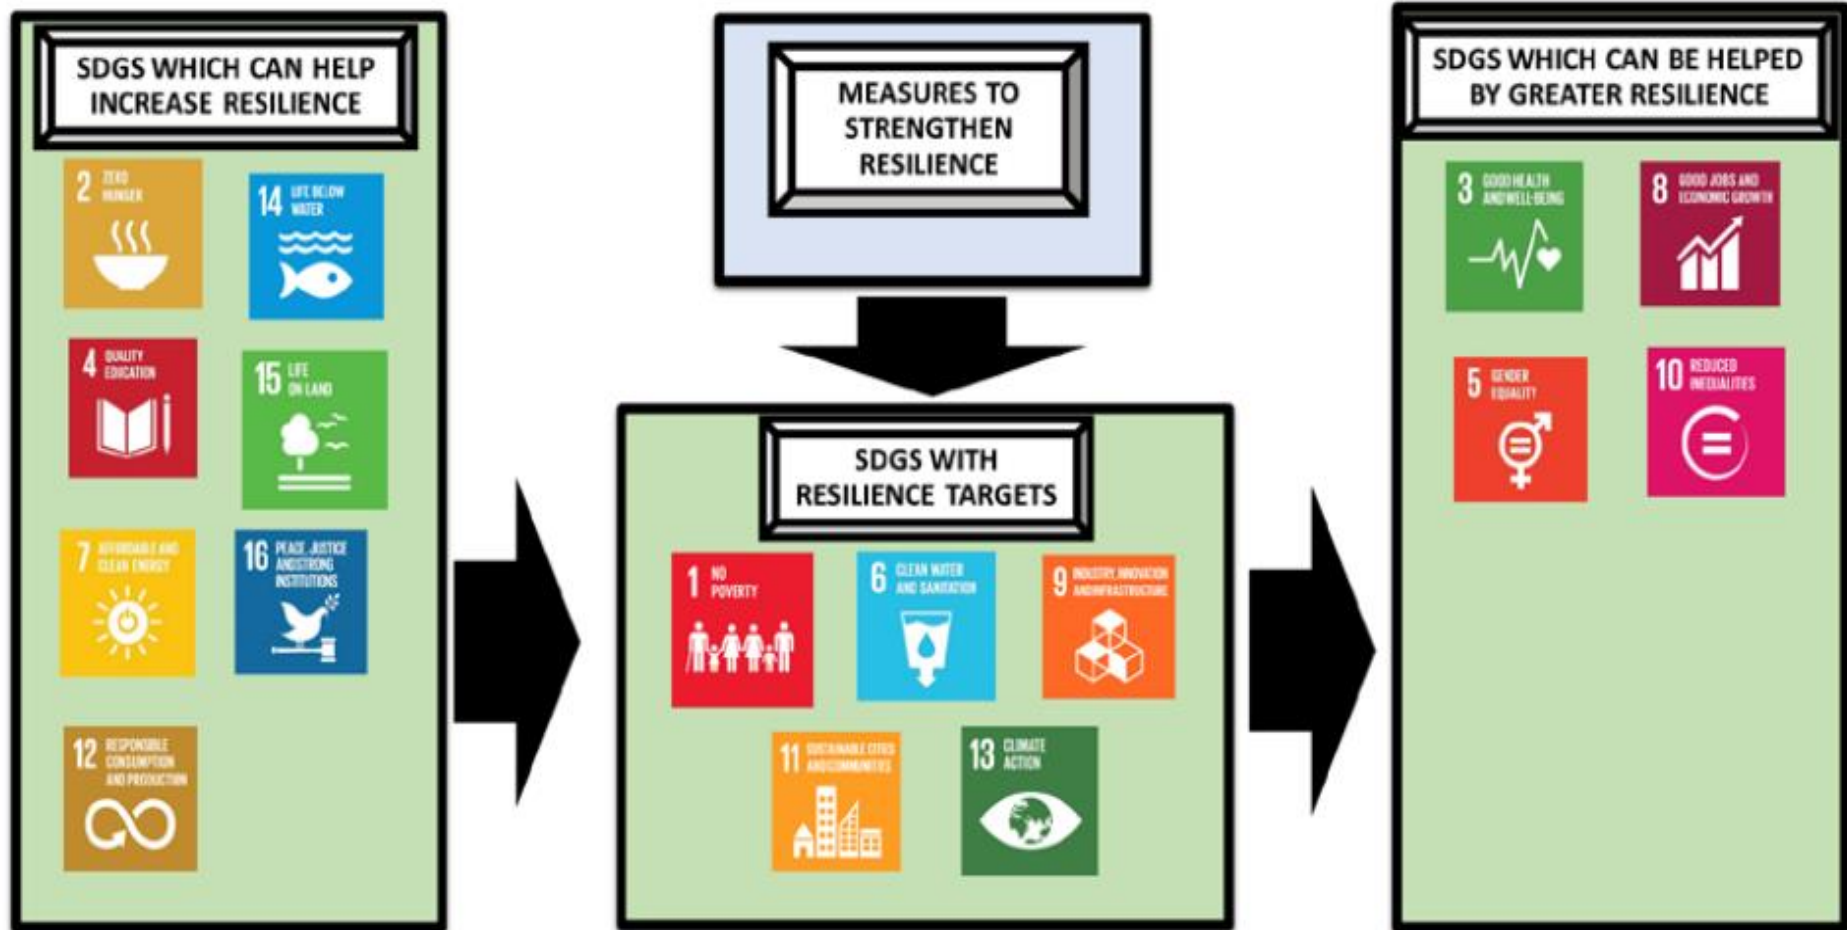 SDGS WHICH CAN HELP
INCREASE RESILIENCE
2 ZERO
HUNGER
14 LIFE BELOW
WATER
4 QUALITY
EDUCATION
15 LIFE
ON LAND
7 AFFORDABLE AND
CLEAN ENERGY
16 PEACE, JUSTICE
AND STRONG
INSTITUTIONS
12 RESPONSIBLE
CONSUMPTION
AND PRODUCTION
MEASURES TO
STRENGTHEN
RESILIENCE
SDGS WITH
RESILIENCE TARGETS
1 NO
POVERTY
6 CLEAN WATER
AND SANITATION
9 INDUSTRY, INNOVATION
AND INFRASTRUCTURE
11 SUSTAINABLE CITIES
AND COMMUNITIES
13 CLIMATE
ACTION
SDGS WHICH CAN BE HELPED
BY GREATER RESILIENCE
3 GOOD HEALTH
AND WELL-BEING
8 GOOD JOBS AND
ECONOMIC GROWTH
5 GENDER
EQUALITY
10 REDUCED
INEQUALITIES